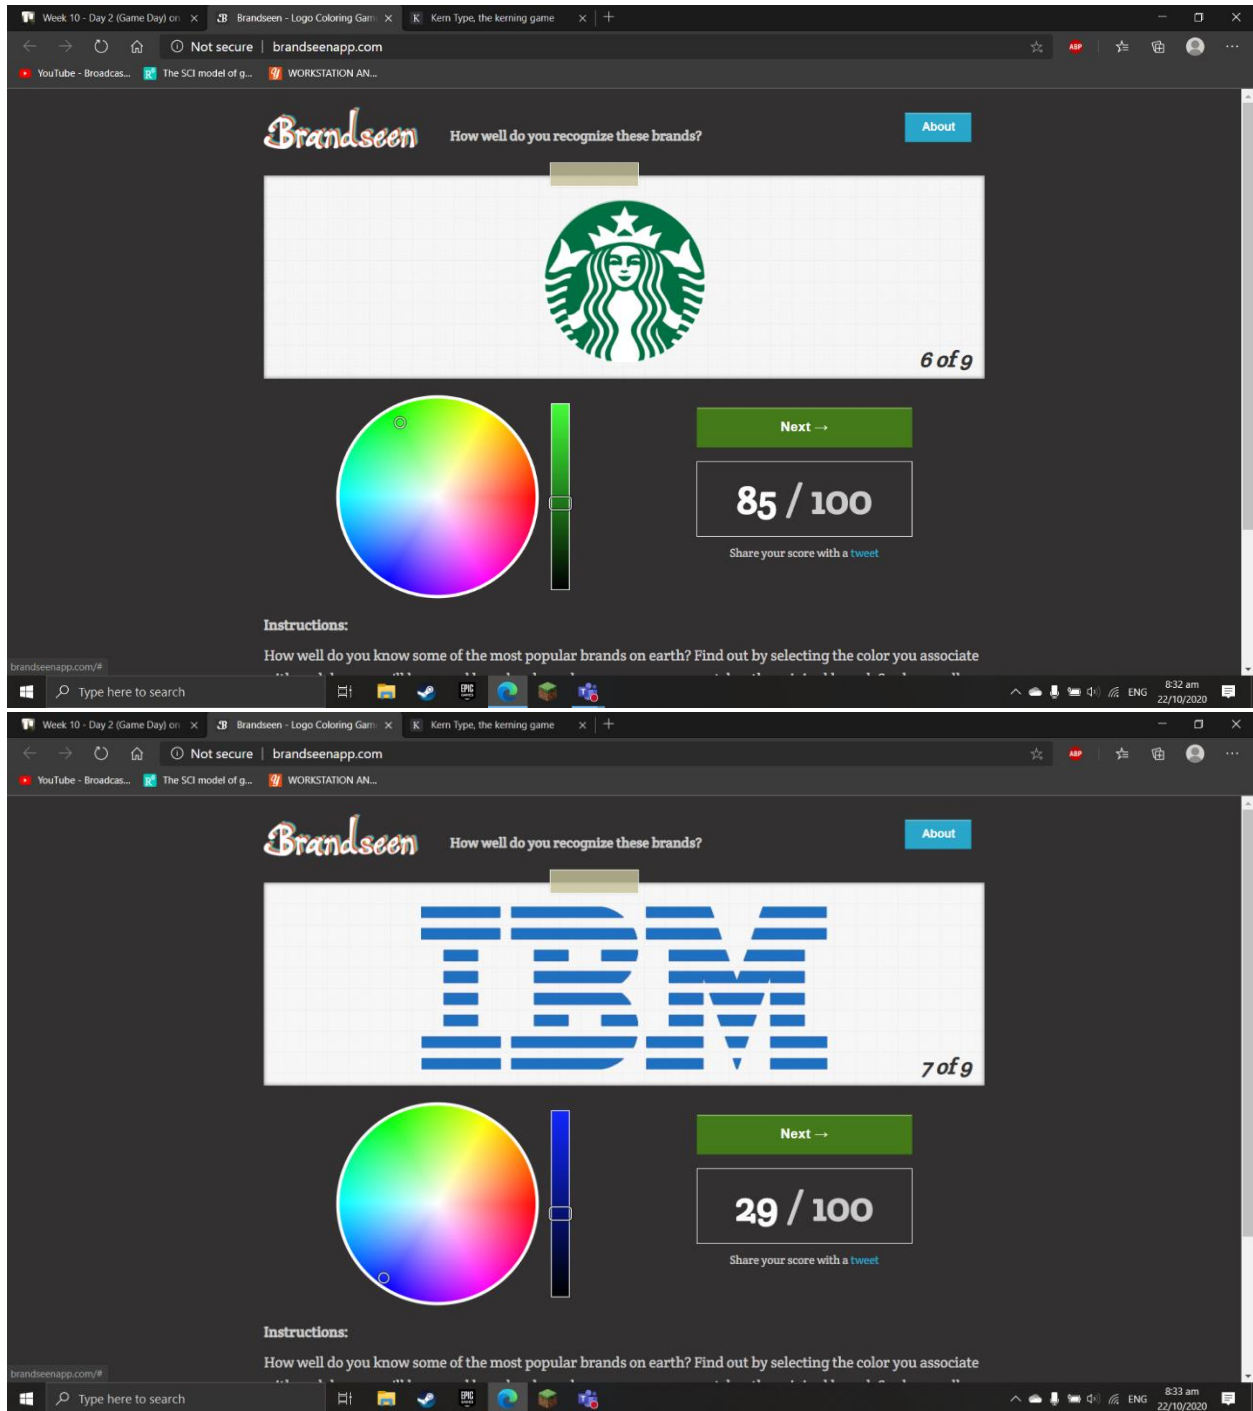 Week 10 - Day 2 (Game Day) on
Brandseen - Logo Coloring Gam
Kern Type, the kerning game
Not secure | brandseenapp.com
ABP
YouTube - Broadcas...
The SCI model of g...
WORKSTATION AN...
Brandseen
How well do you recognize these brands?
About
6 of 9
Next →
85 / 100
Share your score with a tweet
Instructions:
How well do you know some of the most popular brands on earth? Find out by selecting the color you associate
brandseenapp.com/#
Type here to search
EPIC GAMES
ENG
8:32 am
22/10/2020
Week 10 - Day 2 (Game Day) on
Brandseen - Logo Coloring Gam
Kern Type, the kerning game
Not secure | brandseenapp.com
ABP
YouTube - Broadcas...
The SCI model of g...
WORKSTATION AN...
Brandseen
How well do you recognize these brands?
About
IBM
7 of 9
Next →
29 / 100
Share your score with a tweet
Instructions:
How well do you know some of the most popular brands on earth? Find out by selecting the color you associate
brandseenapp.com/#
Type here to search
EPIC GAMES
ENG
8:33 am
22/10/2020